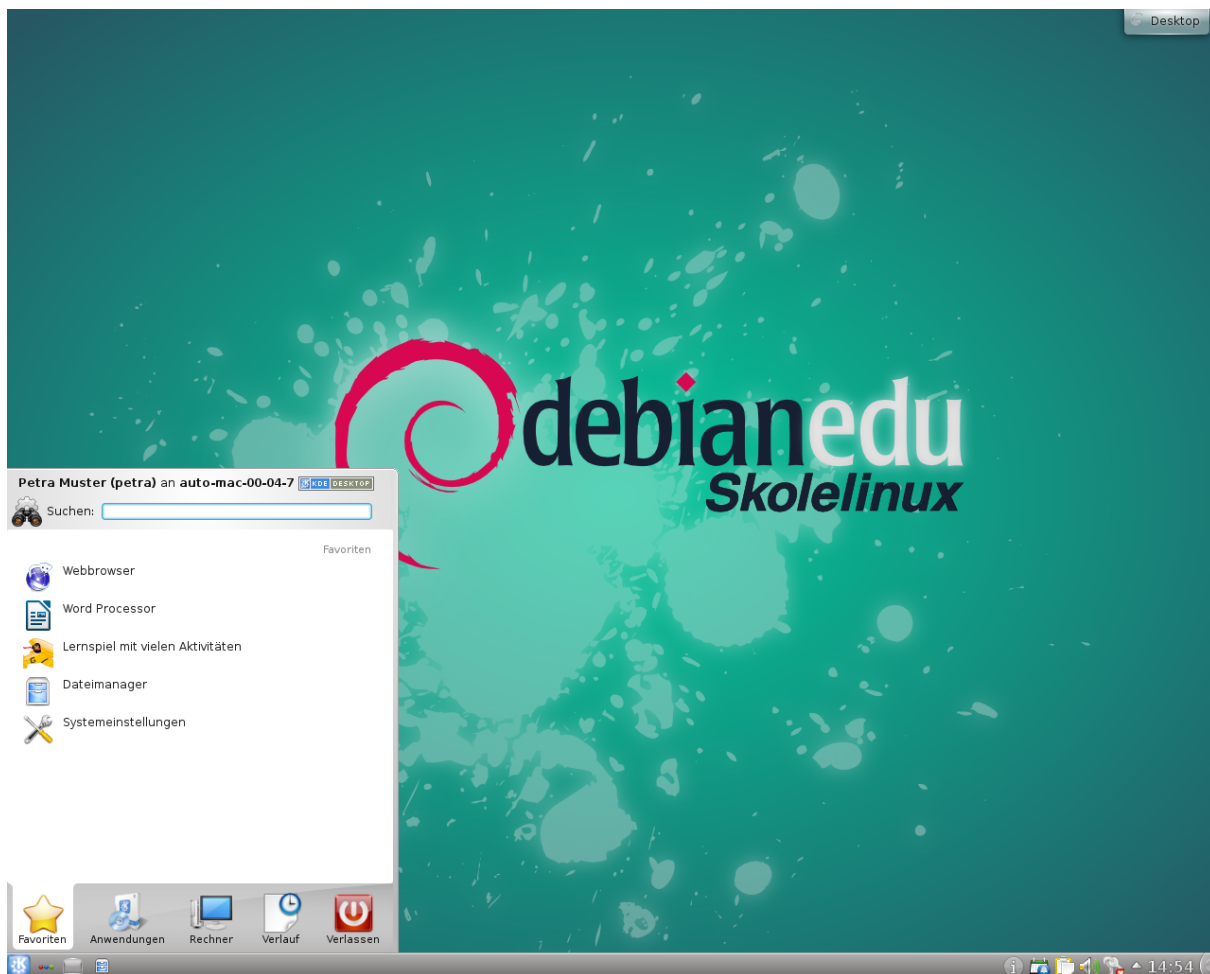 Desktop
debianedu
Skolelinux
Petra Muster (petra) an auto-mac-00-04-7 KDE DESKTOP
Suchen:
Favoriten
Webbrowser
Word Processor
Lernspiel mit vielen Aktivitäten
Dateimanager
Systemeinstellungen
Favoriten Anwendungen Rechner Verlauf Verlassen
14:54